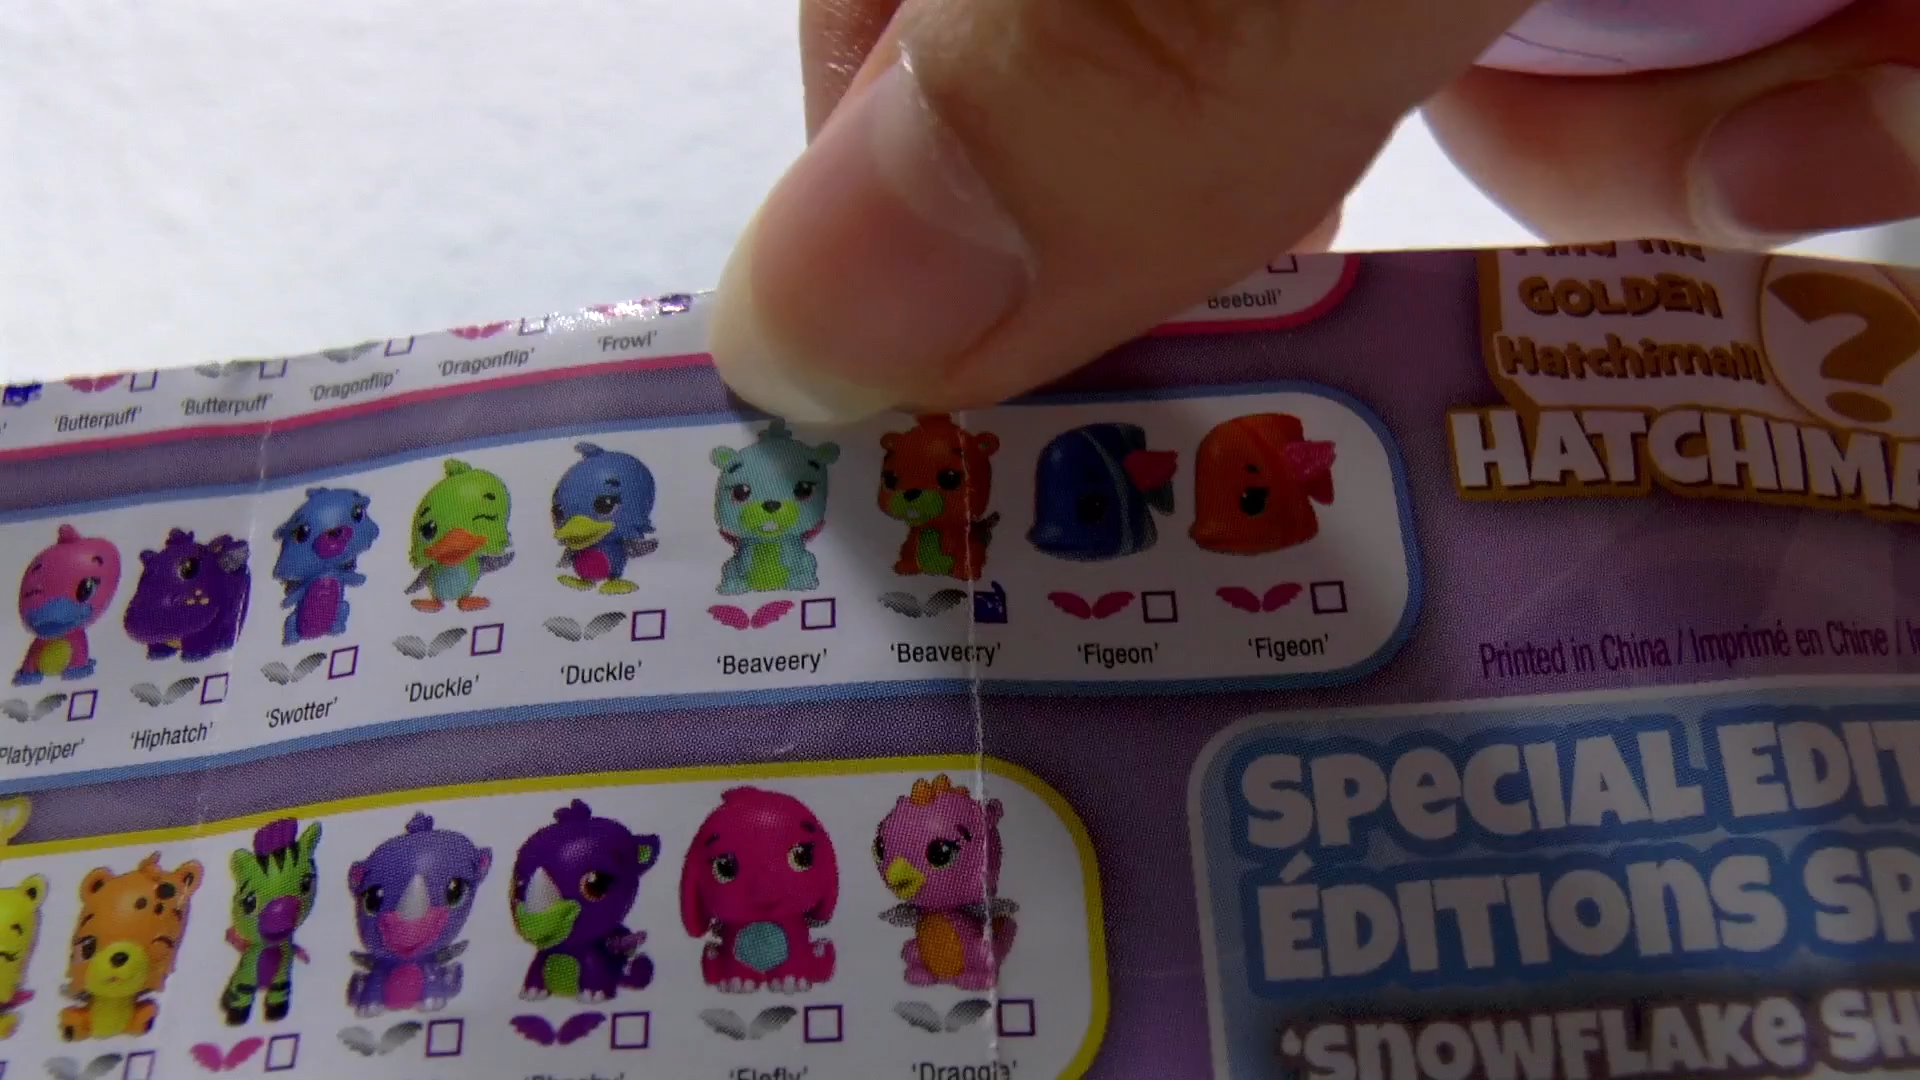 'Butterpuff' 'Butterpuff' 'Dragonflip' 'Dragonflip' 'Frowl' 'Beebull'
GOLDEN
Hatchimal!
?
HATCHIMA
'Hiphatch' 'Swotter' 'Duckle' 'Duckle' 'Beaveery' 'Beaveery' 'Figeon' 'Figeon'
Platypiper'
Printed in China / Imprimé en Chine /
SPECIAL EDIT
ÉDITIONS SP
'SNOWFLAKE SH
'Elefly' 'Draggle'